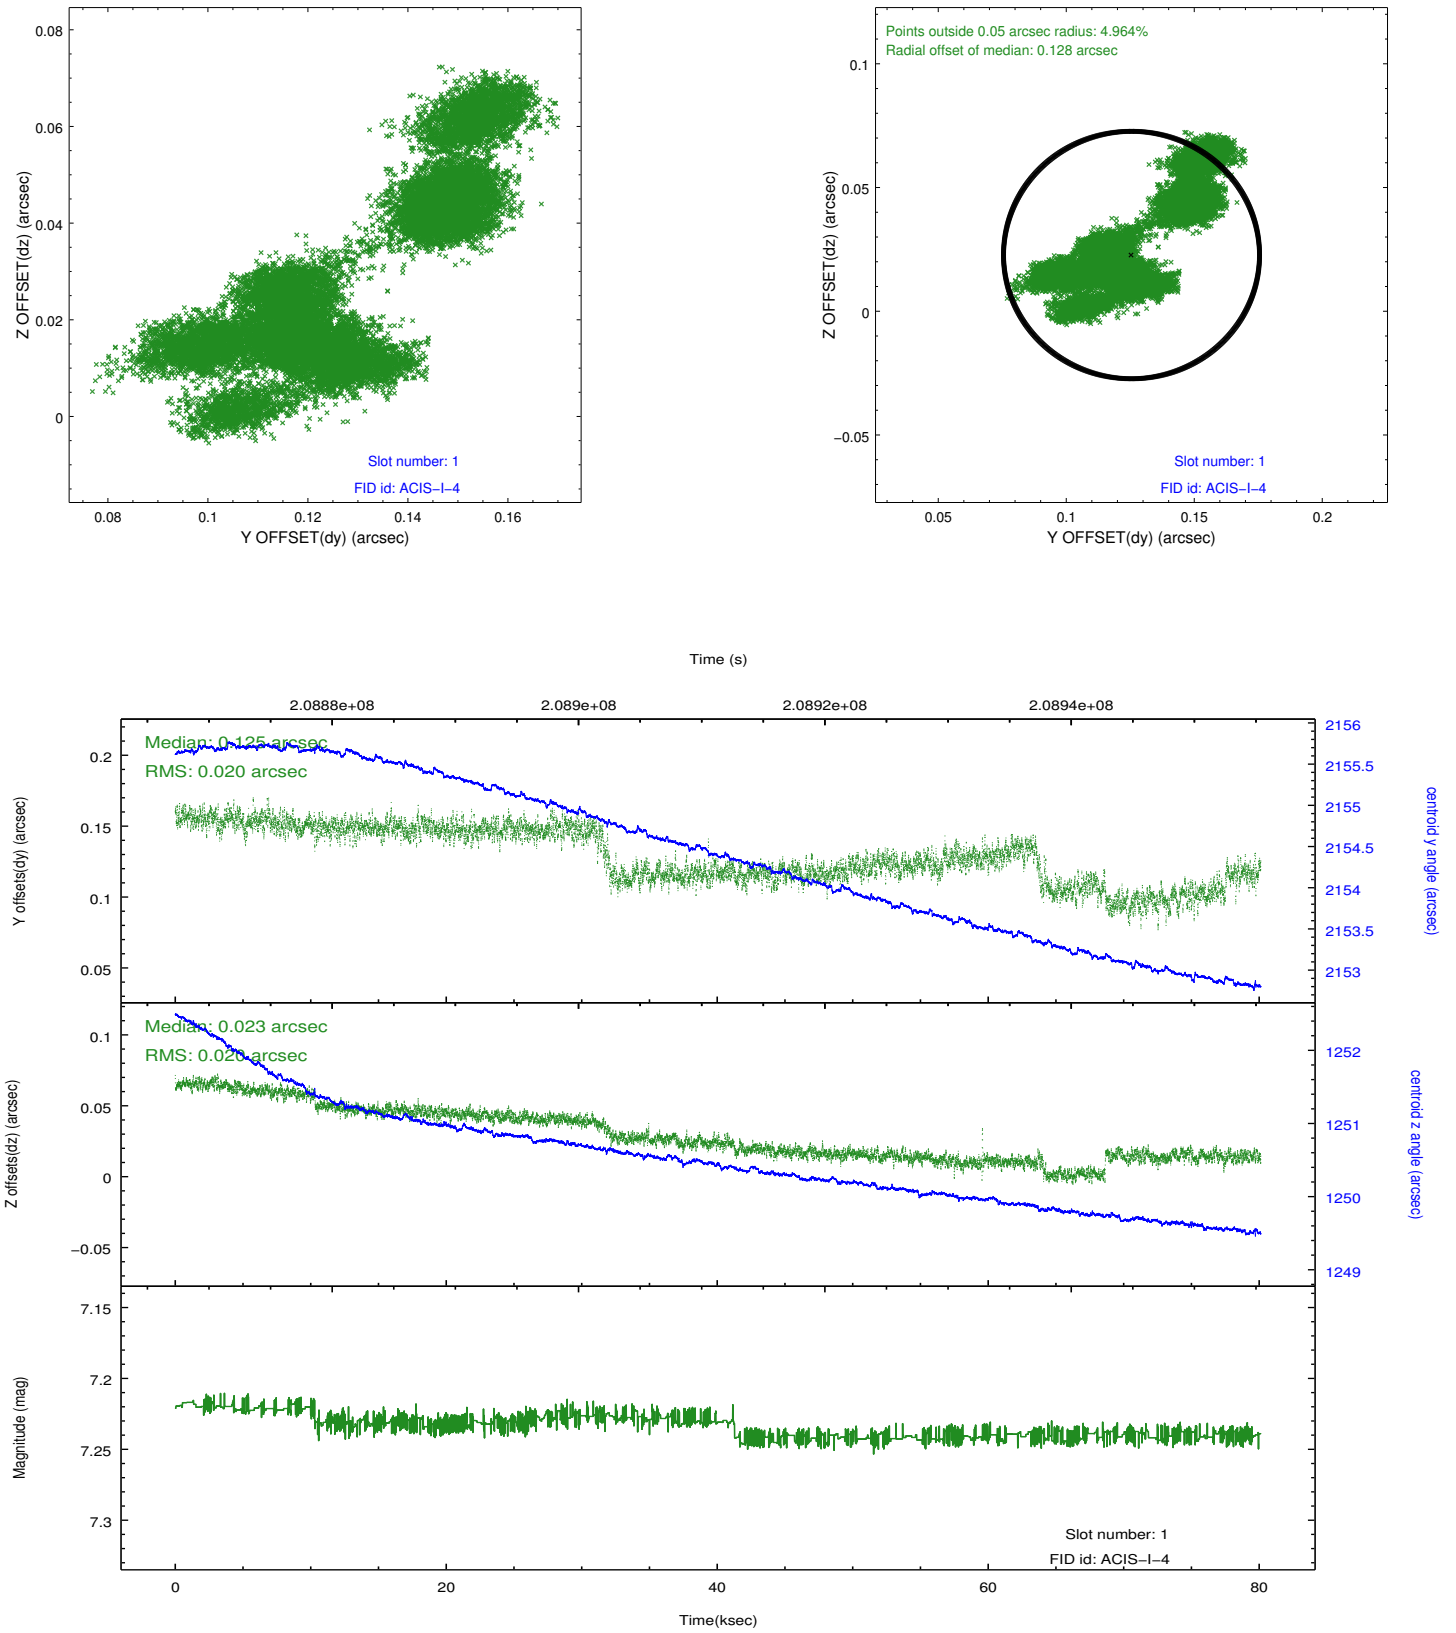 0.08
0.06
0.04
0.02
0
Z OFFSET(dz) (arcsec)
Slot number: 1
FID id: ACIS−I−4
0.08 0.1 0.12 0.14 0.16
Y OFFSET(dy) (arcsec)
Points outside 0.05 arcsec radius: 4.964%
Radial offset of median: 0.128 arcsec
0.1
0.05
0
−0.05
Z OFFSET(dz) (arcsec)
Slot number: 1
FID id: ACIS−I−4
0.05 0.1 0.15 0.2
Y OFFSET(dy) (arcsec)
Time (s)
2.0888e+08 2.089e+08 2.0892e+08 2.0894e+08
Median: 0.125 arcsec
RMS: 0.020 arcsec
0.2
0.15
0.1
0.05
Y offsets(dy) (arcsec)
2156
2155.5
2155
2154.5
2154
2153.5
2153
centroid y angle (arcsec)
Median: 0.023 arcsec
RMS: 0.020 arcsec
0.1
0.05
0
−0.05
Z offsets(dz) (arcsec)
1252
1251
1250
1249
centroid z angle (arcsec)
7.15
7.2
7.25
7.3
Magnitude (mag)
Slot number: 1
FID id: ACIS−I−4
0 20 40 60 80
Time(ksec)